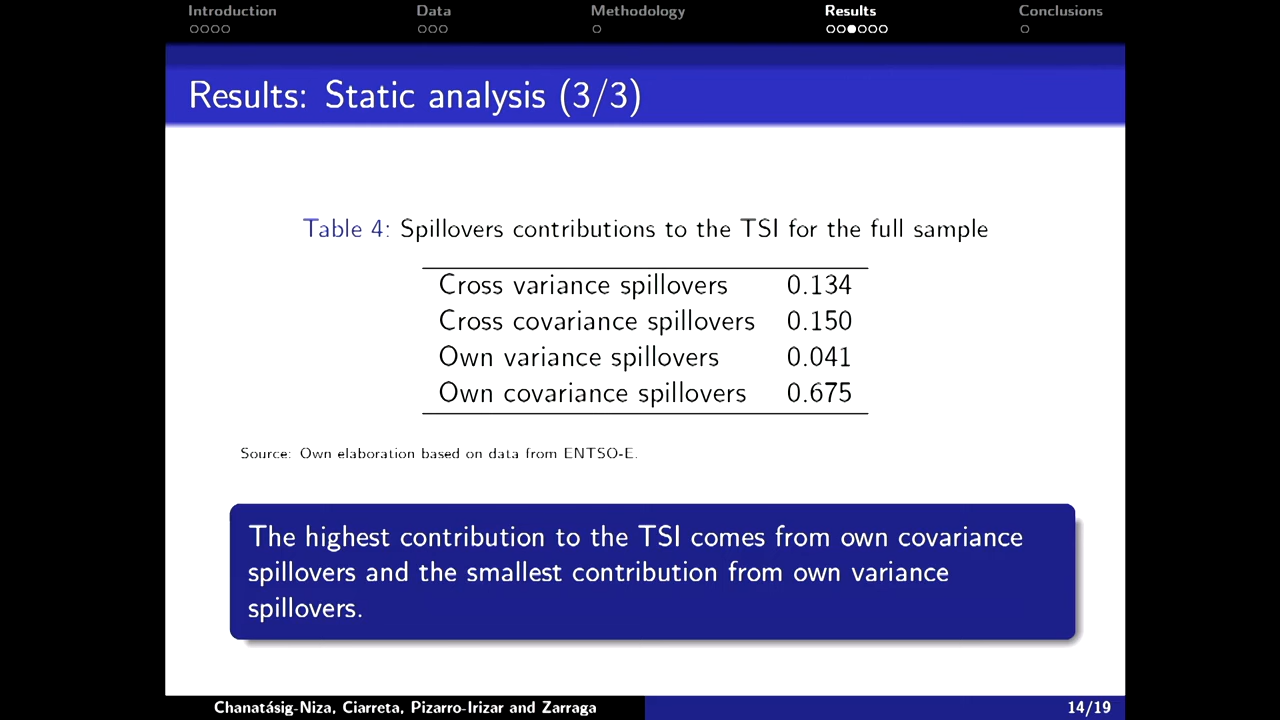 Introduction Data Methodology Results Conclusions
Results: Static analysis (3/3)
Table 4: Spillovers contributions to the TSI for the full sample
Cross variance spillovers 0.134
Cross covariance spillovers 0.150
Own variance spillovers 0.041
Own covariance spillovers 0.675
Source: Own elaboration based on data from ENTSO-E.
The highest contribution to the TSI comes from own covariance
spillovers and the smallest contribution from own variance
spillovers.
Chanatásig-Niza, Ciarreta, Pizarro-Irizar and Zarraga 14/19